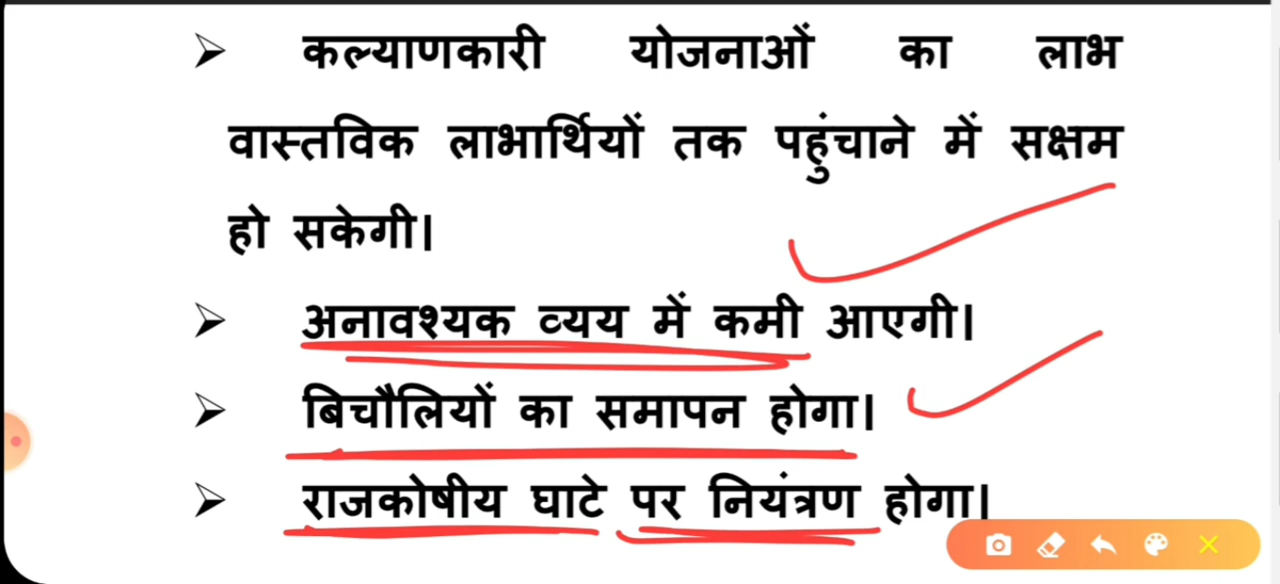 ➢ कल्याणकारी योजनाओं का लाभ
वास्तविक लाभार्थियों तक पहुंचाने में सक्षम
हो सकेगी।
➢ अनावश्यक व्यय में कमी आएगी।
➢ बिचौलियों का समापन होगा।
➢ राजकोषीय घाटे पर नियंत्रण होगा।